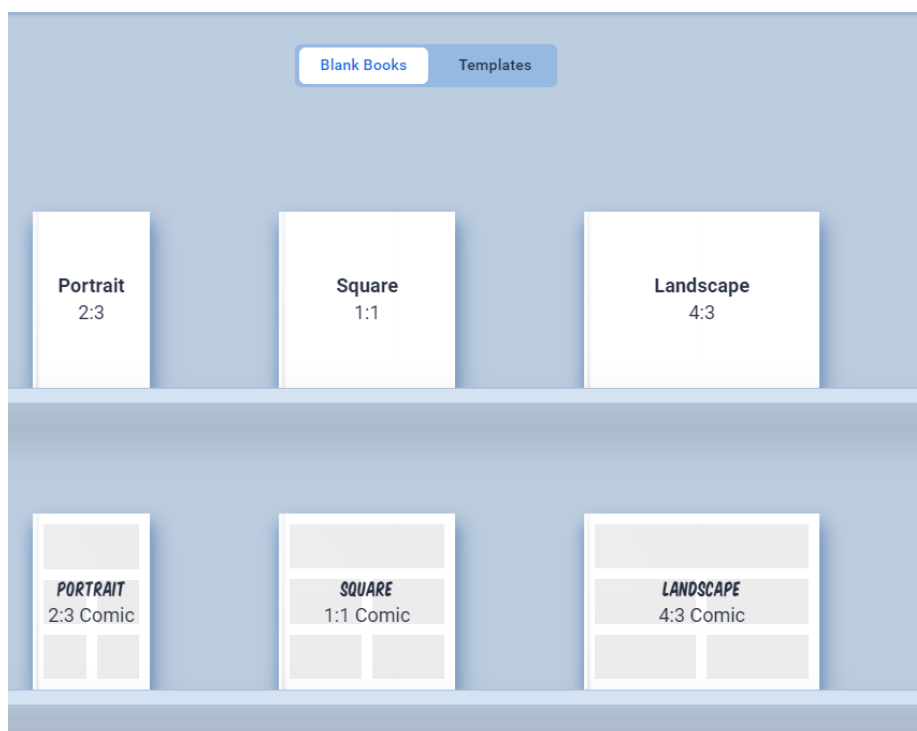 Blank Books
Templates
Portrait
2:3
Square
1:1
Landscape
4:3
PORTRAIT
2:3 Comic
SQUARE
1:1 Comic
LANDSCAPE
4:3 Comic